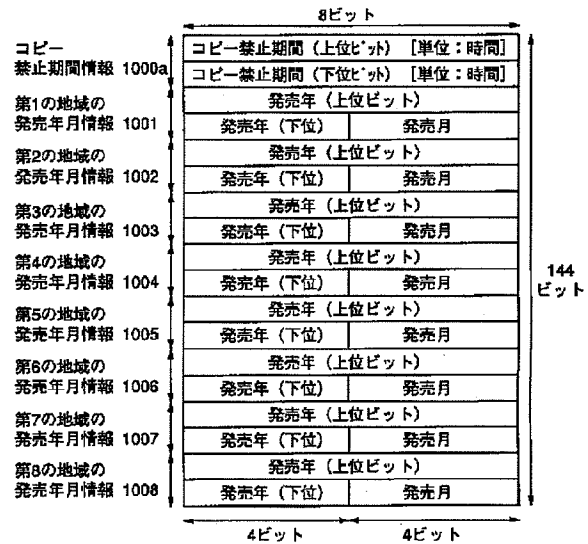 8ビット
コピー
禁止期間情報 1000a
コピー禁止期間（上位ビット） [単位：時間]
コピー禁止期間（下位ビット） [単位：時間]
第1の地域の
発売年月情報 1001
発売年（上位ビット）
発売年（下位） 発売月
第2の地域の
発売年月情報 1002
発売年（上位ビット）
発売年（下位） 発売月
第3の地域の
発売年月情報 1003
発売年（上位ビット）
発売年（下位） 発売月
第4の地域の
発売年月情報 1004
発売年（上位ビット）
発売年（下位） 発売月
第5の地域の
発売年月情報 1005
発売年（上位ビット）
発売年（下位） 発売月
第6の地域の
発売年月情報 1006
発売年（上位ビット）
発売年（下位） 発売月
第7の地域の
発売年月情報 1007
発売年（上位ビット）
発売年（下位） 発売月
第8の地域の
発売年月情報 1008
発売年（上位ビット）
発売年（下位） 発売月
144
ビット
4ビット 4ビット